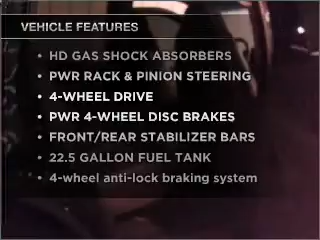 VEHICLE FEATURES
• HD GAS SHOCK ABSORBERS
• PWR RACK & PINION STEERING
• 4-WHEEL DRIVE
• PWR 4-WHEEL DISC BRAKES
• FRONT/REAR STABILIZER BARS
• 22.5 GALLON FUEL TANK
• 4-wheel anti-lock braking system